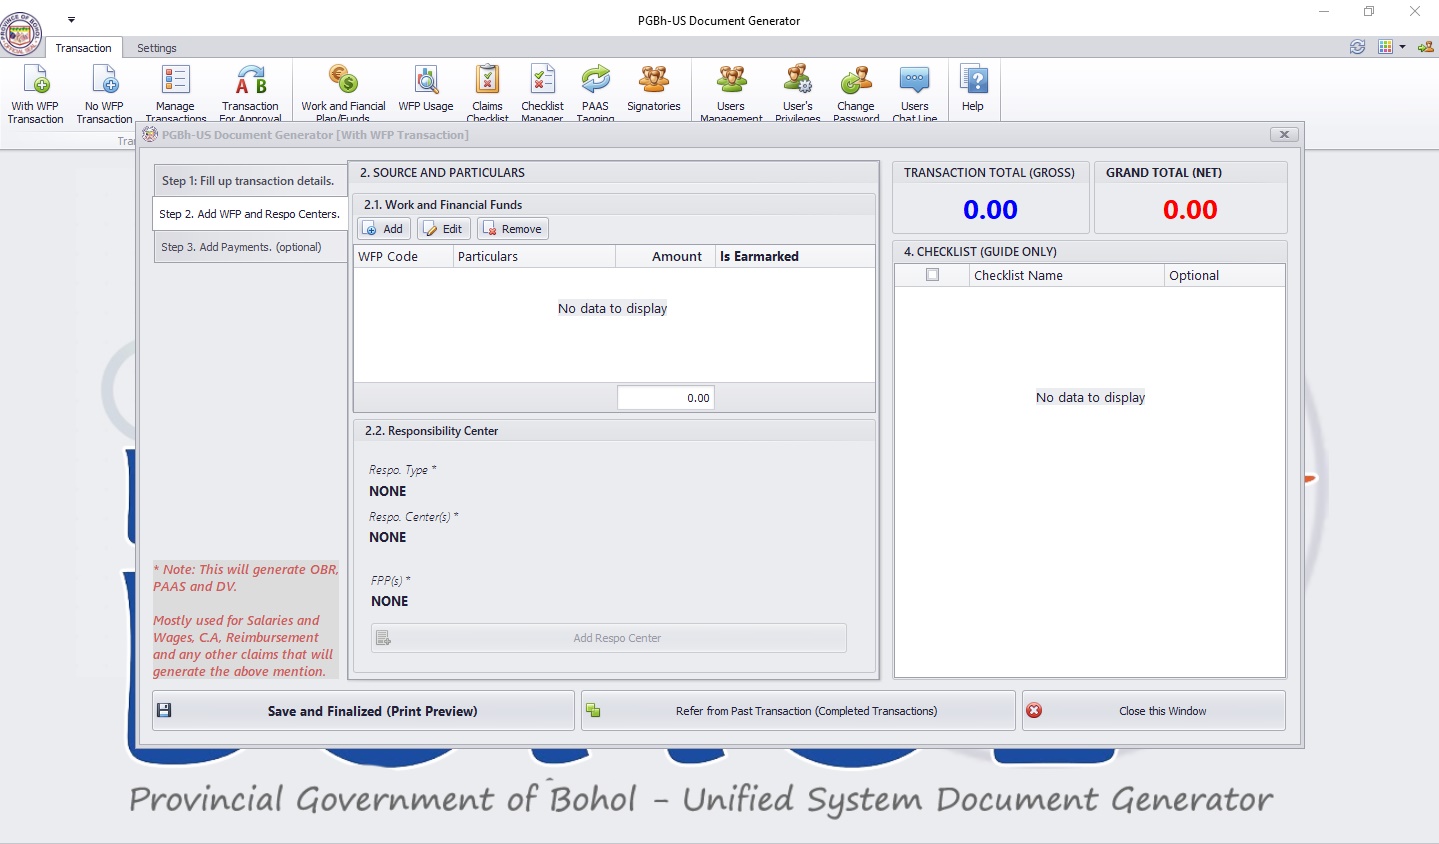 PGBh-US Document Generator
Transaction
Settings
With WFP Transaction
No WFP Transaction
Manage Transactions
Transaction For Approval
Work and Fiancial Plan/Funds
WFP Usage
Claims Checklist
Checklist Manager
PAAS Tagging
Signatories
Users Management
User's Privileges
Change Password
Users Chat Line
Help
PGBh-US Document Generator [With WFP Transaction]
Step 1: Fill up transaction details.
Step 2. Add WFP and Respo Centers.
Step 3. Add Payments. (optional)
* Note: This will generate OBR,
PAAS and DV.
Mostly used for Salaries and
Wages, C.A, Reimbursement
and any other claims that will
generate the above mention.
2. SOURCE AND PARTICULARS
2.1. Work and Financial Funds
Add
Edit
Remove
WFP Code
Particulars
Amount
Is Earmarked
No data to display
0.00
2.2. Responsibility Center
Respo. Type *
NONE
Respo. Center(s) *
NONE
FPP(s) *
NONE
Add Respo Center
TRANSACTION TOTAL (GROSS)
0.00
GRAND TOTAL (NET)
0.00
4. CHECKLIST (GUIDE ONLY)
Checklist Name
Optional
No data to display
Save and Finalized (Print Preview)
Refer from Past Transaction (Completed Transactions)
Close this Window
Provincial Government of Bohol - Unified System Document Generator